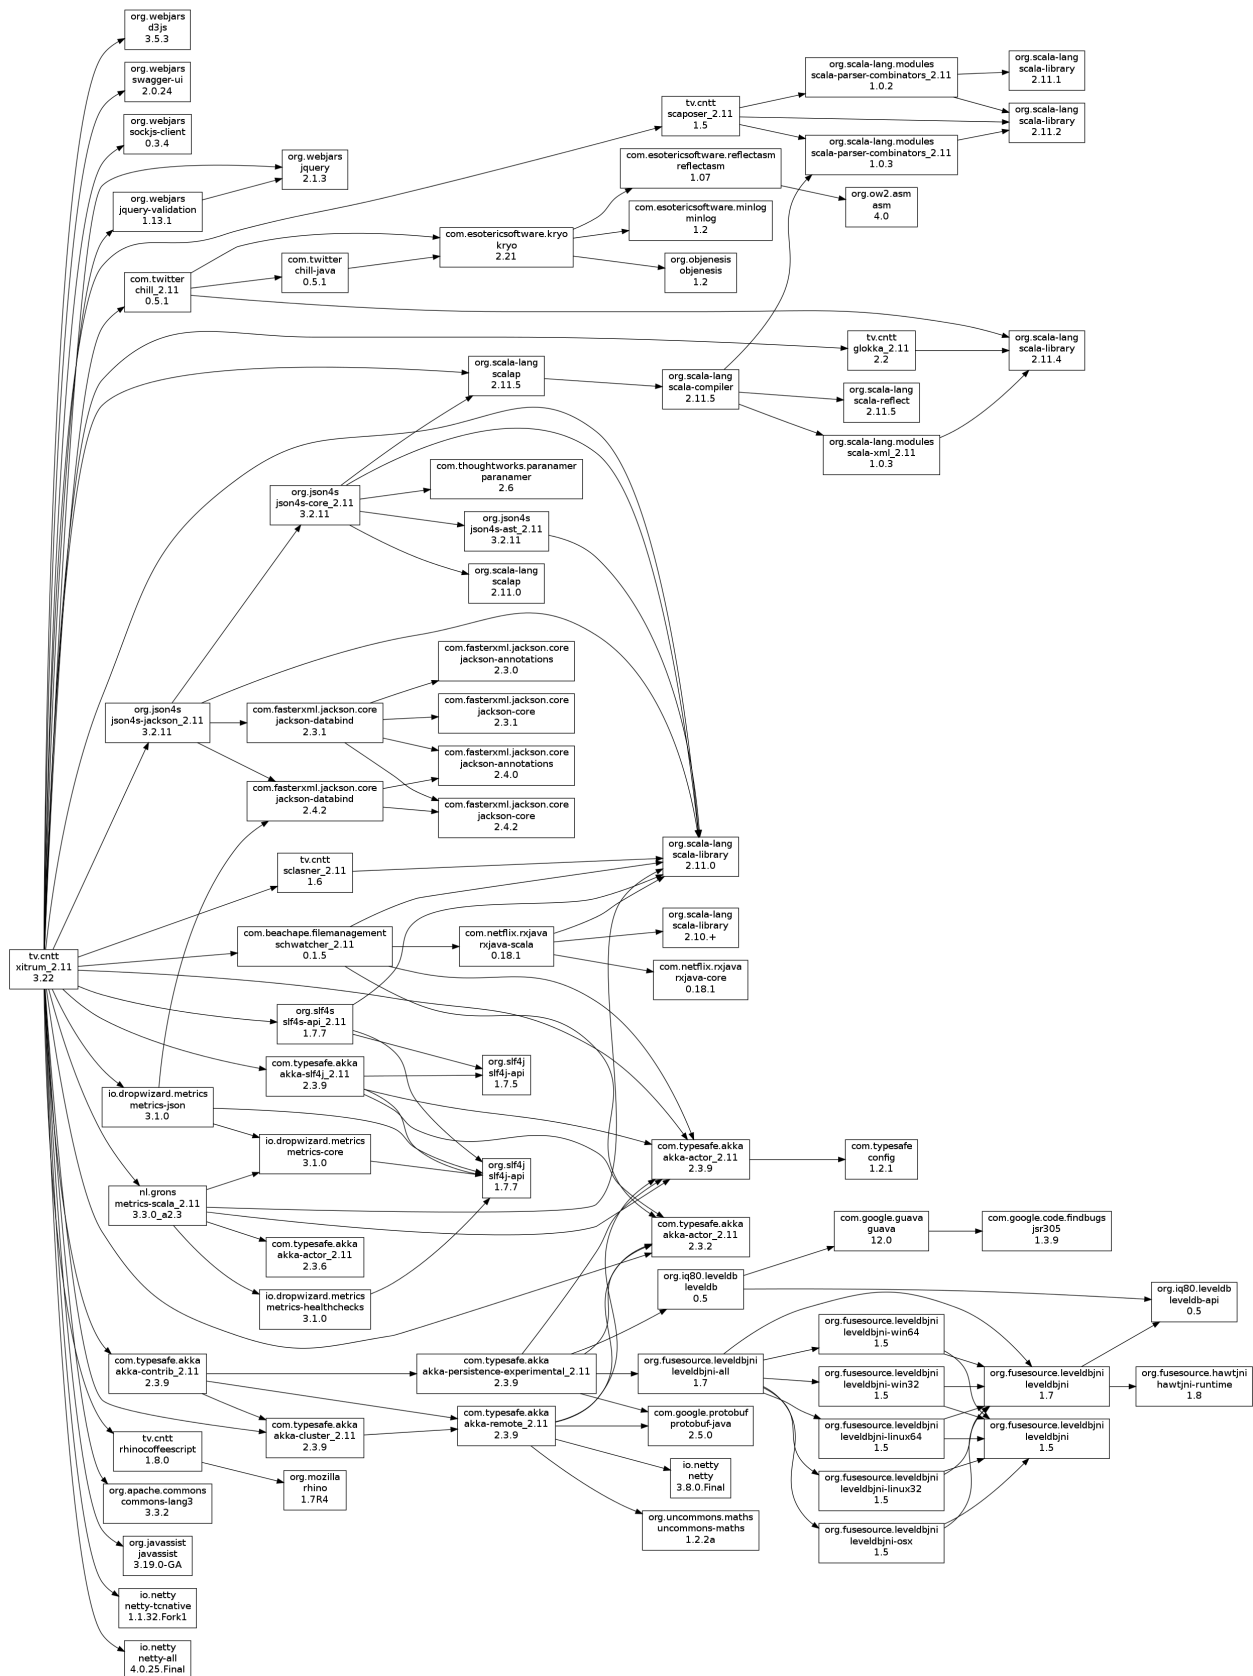 org.webjars
d3js
3.5.3
org.webjars
swagger-ui
2.0.24
org.webjars
sockjs-client
0.3.4
org.webjars
jquery
2.1.3
org.webjars
jquery-validation
1.13.1
com.twitter
chill_2.11
0.5.1
com.twitter
chill-java
0.5.1
com.esotericsoftware.kryo
kryo
2.21
com.esotericsoftware.reflectasm
reflectasm
1.07
com.esotericsoftware.minlog
minlog
1.2
org.objenesis
objenesis
1.2
tv.cntt
scaposer_2.11
1.5
org.scala-lang.modules
scala-parser-combinators_2.11
1.0.2
org.scala-lang.modules
scala-parser-combinators_2.11
1.0.3
org.scala-lang
scala-library
2.11.1
org.scala-lang
scala-library
2.11.2
org.ow2.asm
asm
4.0
tv.cntt
glokka_2.11
2.2
org.scala-lang
scala-library
2.11.4
org.scala-lang
scalap
2.11.5
org.scala-lang
scala-compiler
2.11.5
org.scala-lang
scala-reflect
2.11.5
org.scala-lang.modules
scala-xml_2.11
1.0.3
org.json4s
json4s-core_2.11
3.2.11
com.thoughtworks.paranamer
paranamer
2.6
org.json4s
json4s-ast_2.11
3.2.11
org.scala-lang
scalap
2.11.0
org.json4s
json4s-jackson_2.11
3.2.11
com.fasterxml.jackson.core
jackson-databind
2.3.1
com.fasterxml.jackson.core
jackson-databind
2.4.2
com.fasterxml.jackson.core
jackson-annotations
2.3.0
com.fasterxml.jackson.core
jackson-core
2.3.1
com.fasterxml.jackson.core
jackson-annotations
2.4.0
com.fasterxml.jackson.core
jackson-core
2.4.2
tv.cntt
sclasner_2.11
1.6
org.scala-lang
scala-library
2.11.0
tv.cntt
xitrum_2.11
3.22
com.beachape.filemanagement
schwatcher_2.11
0.1.5
com.netflix.rxjava
rxjava-scala
0.18.1
org.scala-lang
scala-library
2.10.+
com.netflix.rxjava
rxjava-core
0.18.1
org.slf4s
slf4s-api_2.11
1.7.7
com.typesafe.akka
akka-slf4j_2.11
2.3.9
org.slf4j
slf4j-api
1.7.5
io.dropwizard.metrics
metrics-json
3.1.0
io.dropwizard.metrics
metrics-core
3.1.0
org.slf4j
slf4j-api
1.7.7
com.typesafe.akka
akka-actor_2.11
2.3.9
com.typesafe
config
1.2.1
nl.grons
metrics-scala_2.11
3.3.0_a2.3
com.typesafe.akka
akka-actor_2.11
2.3.6
io.dropwizard.metrics
metrics-healthchecks
3.1.0
com.typesafe.akka
akka-actor_2.11
2.3.2
com.google.guava
guava
12.0
com.google.code.findbugs
jsr305
1.3.9
org.iq80.leveldb
leveldb
0.5
org.iq80.leveldb
leveldb-api
0.5
com.typesafe.akka
akka-contrib_2.11
2.3.9
com.typesafe.akka
akka-persistence-experimental_2.11
2.3.9
org.fusesource.leveldbjni
leveldbjni-all
1.7
org.fusesource.leveldbjni
leveldbjni-win64
1.5
org.fusesource.leveldbjni
leveldbjni-win32
1.5
org.fusesource.leveldbjni
leveldbjni
1.7
org.fusesource.hawtjni
hawtjni-runtime
1.8
com.typesafe.akka
akka-cluster_2.11
2.3.9
com.typesafe.akka
akka-remote_2.11
2.3.9
com.google.protobuf
protobuf-java
2.5.0
org.fusesource.leveldbjni
leveldbjni-linux64
1.5
org.fusesource.leveldbjni
leveldbjni
1.5
tv.cntt
rhinocoffeescript
1.8.0
org.mozilla
rhino
1.7R4
io.netty
netty
3.8.0.Final
org.fusesource.leveldbjni
leveldbjni-linux32
1.5
org.apache.commons
commons-lang3
3.3.2
org.uncommons.maths
uncommons-maths
1.2.2a
org.fusesource.leveldbjni
leveldbjni-osx
1.5
org.javassist
javassist
3.19.0-GA
io.netty
netty-tcnative
1.1.32.Fork1
io.netty
netty-all
4.0.25.Final